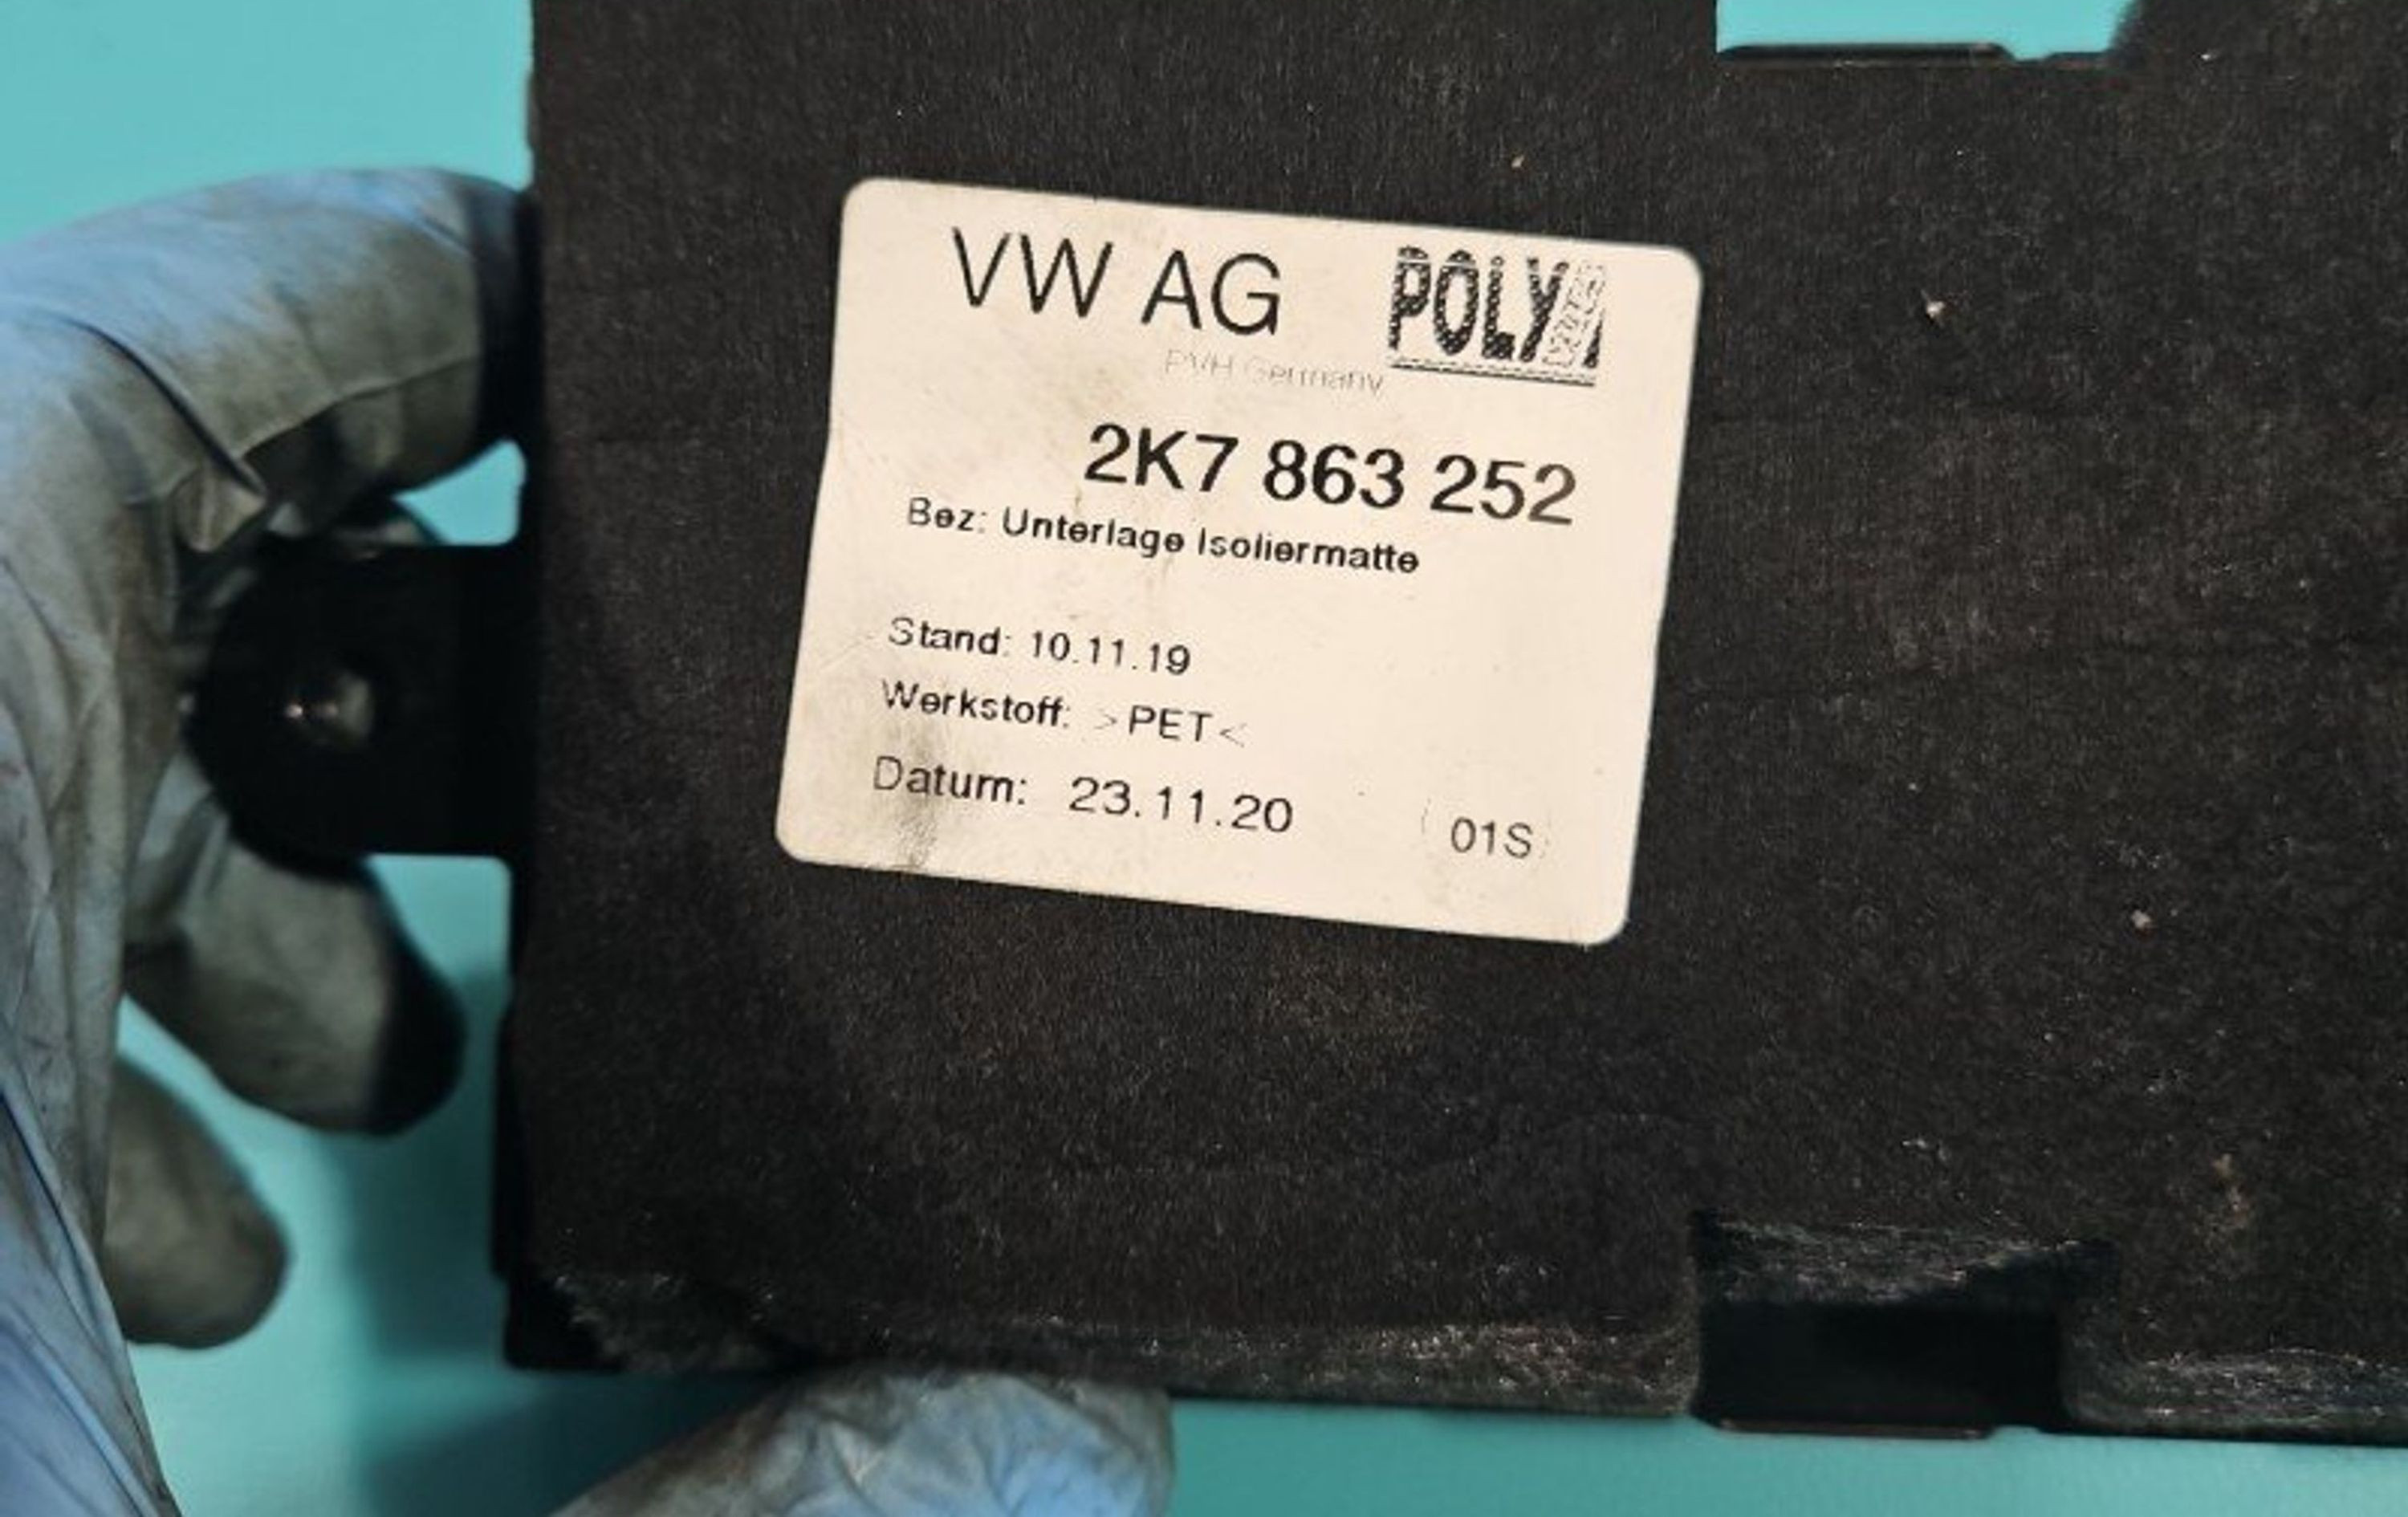 VW AG POLY
PVH Germany
2K7 863 252
Bez: Unterlage Isoliermatte
Stand: 10.11.19
Werkstoff: >PET<
Datum: 23.11.20 (01S)